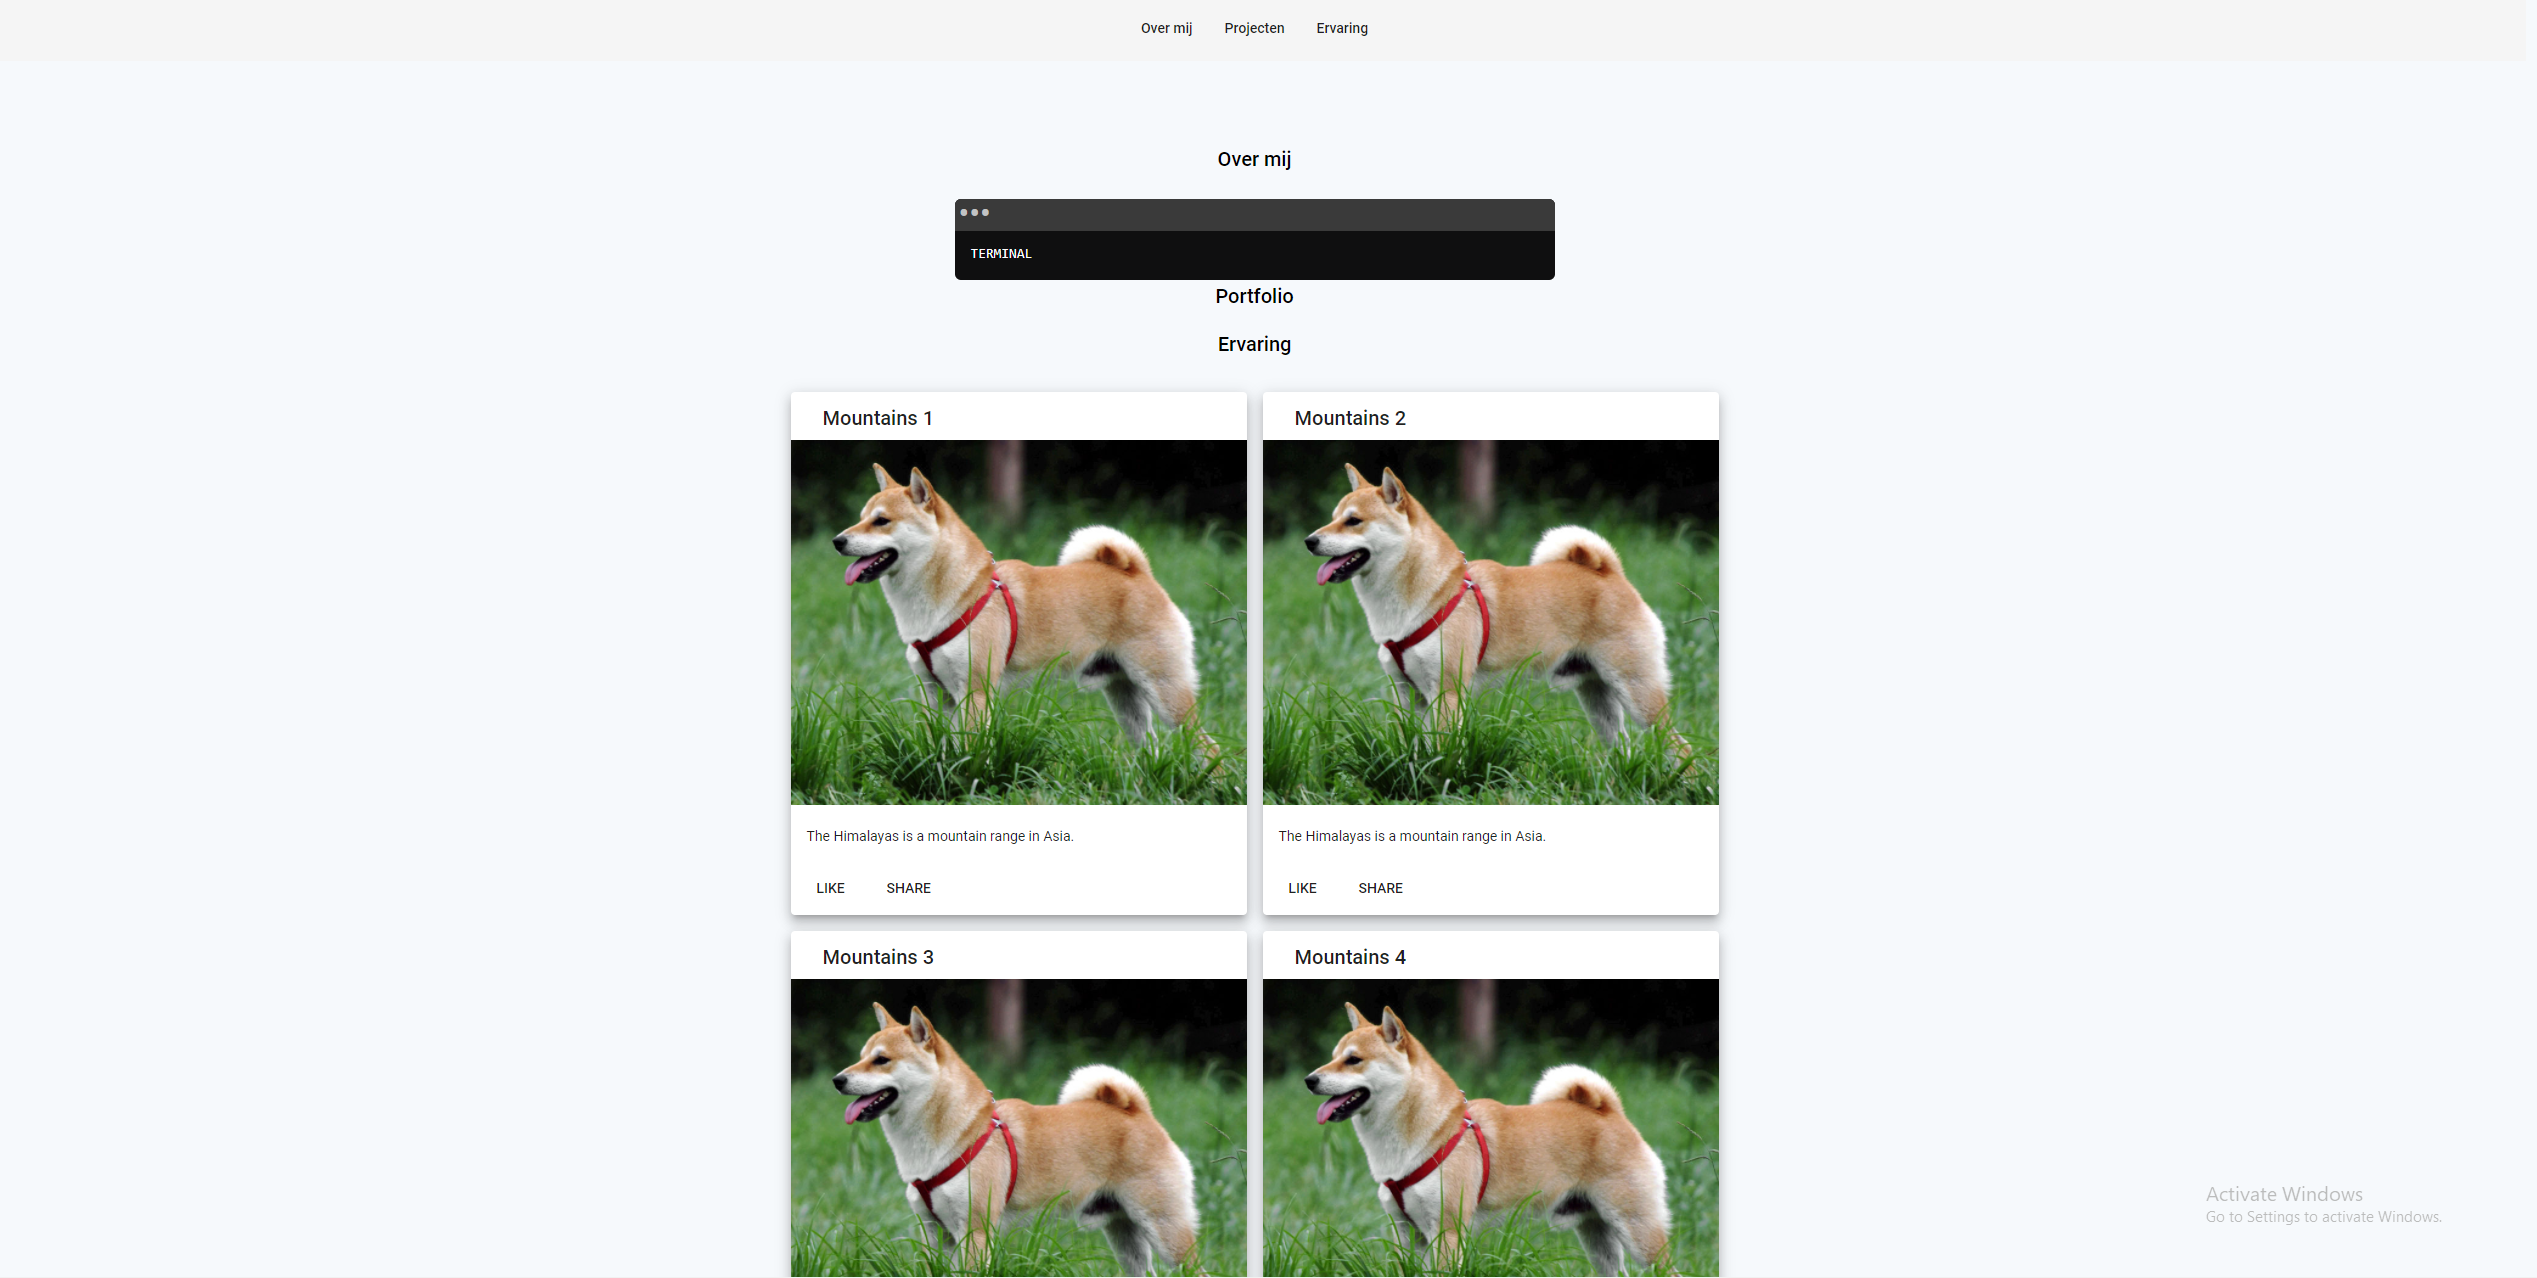 Over mij Projecten Ervaring
Over mij
TERMINAL
Portfolio
Ervaring
Mountains 1
The Himalayas is a mountain range in Asia.
LIKE SHARE
Mountains 2
The Himalayas is a mountain range in Asia.
LIKE SHARE
Mountains 3
Mountains 4
Activate Windows
Go to Settings to activate Windows.